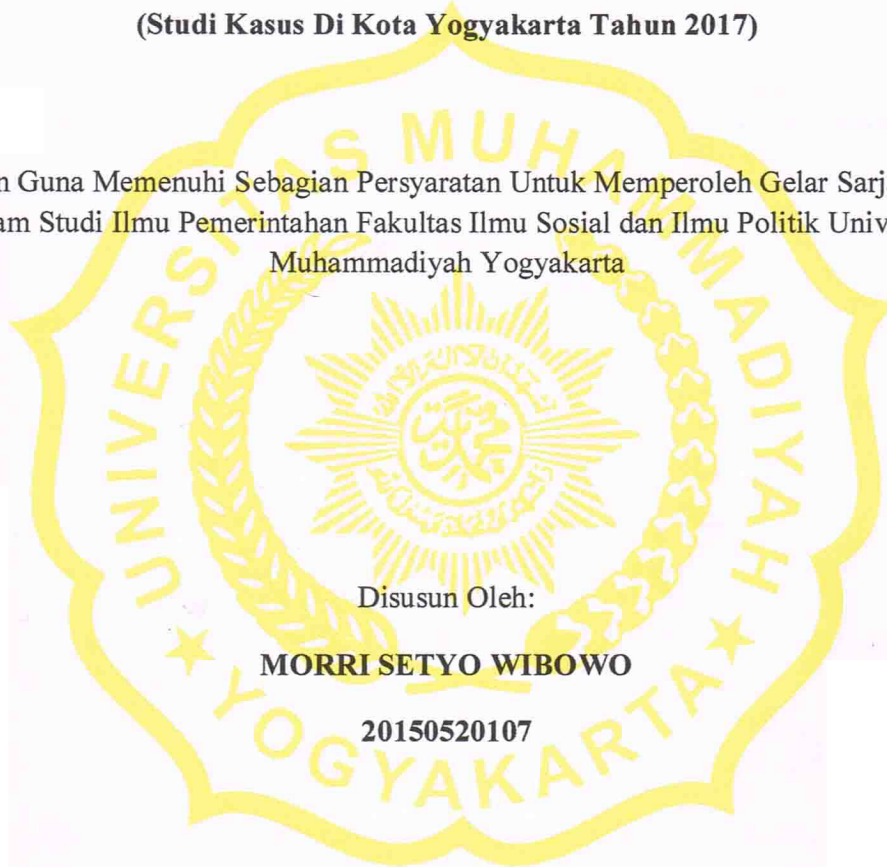 (Studi Kasus Di Kota Yogyakarta Tahun 2017)
n Guna Memenuhi Sebagian Persyaratan Untuk Memperoleh Gelar Sarj
am Studi Ilmu Pemerintahan Fakultas Ilmu Sosial dan Ilmu Politik Univ
Muhammadiyah Yogyakarta
UNIVERSITAS MUHAMMADIYAH
Disusun Oleh:
MORRI SETYO WIBOWO
20150520107
★ YOGYAKARTA ★